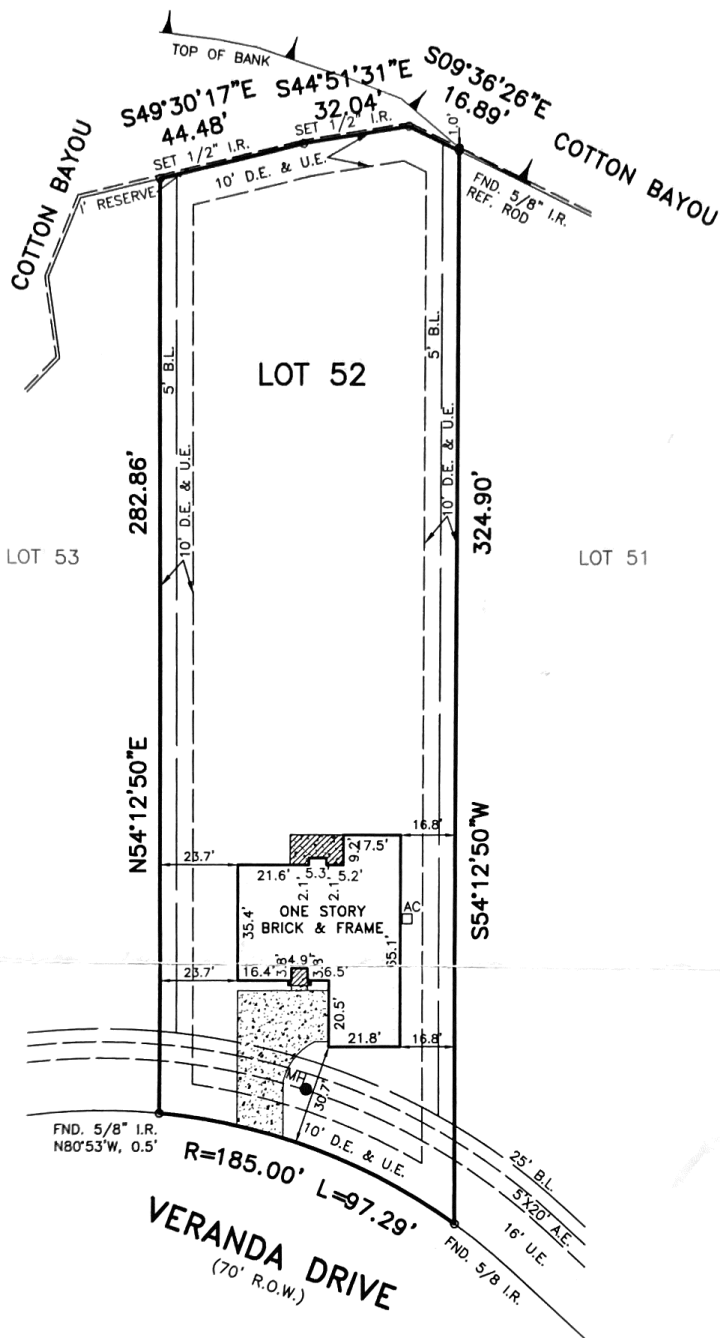 TOP OF BANK
S49°30'17"E
44.48'
S44°51'31"E
32.04'
S09°36'26"E
16.89'
SET 1/2" I.R.
SET 1/2" I.R.
1.0'
COTTON BAYOU
COTTON BAYOU
1' RESERVE
10' D.E. & U.E.
FND. 5/8" I.R.
REF. ROD
5' B.L.
5' B.L.
LOT 52
10' D.E. & U.E.
10' D.E. & U.E.
282.86'
324.90'
LOT 53
LOT 51
N54°12'50"E
S54°12'50"W
16.8'
17.5'
9.2'
23.7'
21.6'
5.3'
5.2'
2.1'
2.1'
ONE STORY
BRICK & FRAME
AC
35.4'
65.1'
23.7'
16.4'
3.8'
4.9'
3.8'
6.5'
20.5'
21.8'
16.8'
MH
30.7'
10' D.E. & U.E.
FND. 5/8" I.R.
N80°53'W, 0.5'
R=185.00' L=97.29'
25' B.L.
5'X20' A.E.
16' U.E.
FND. 5/8 I.R.
VERANDA DRIVE
(70' R.O.W.)